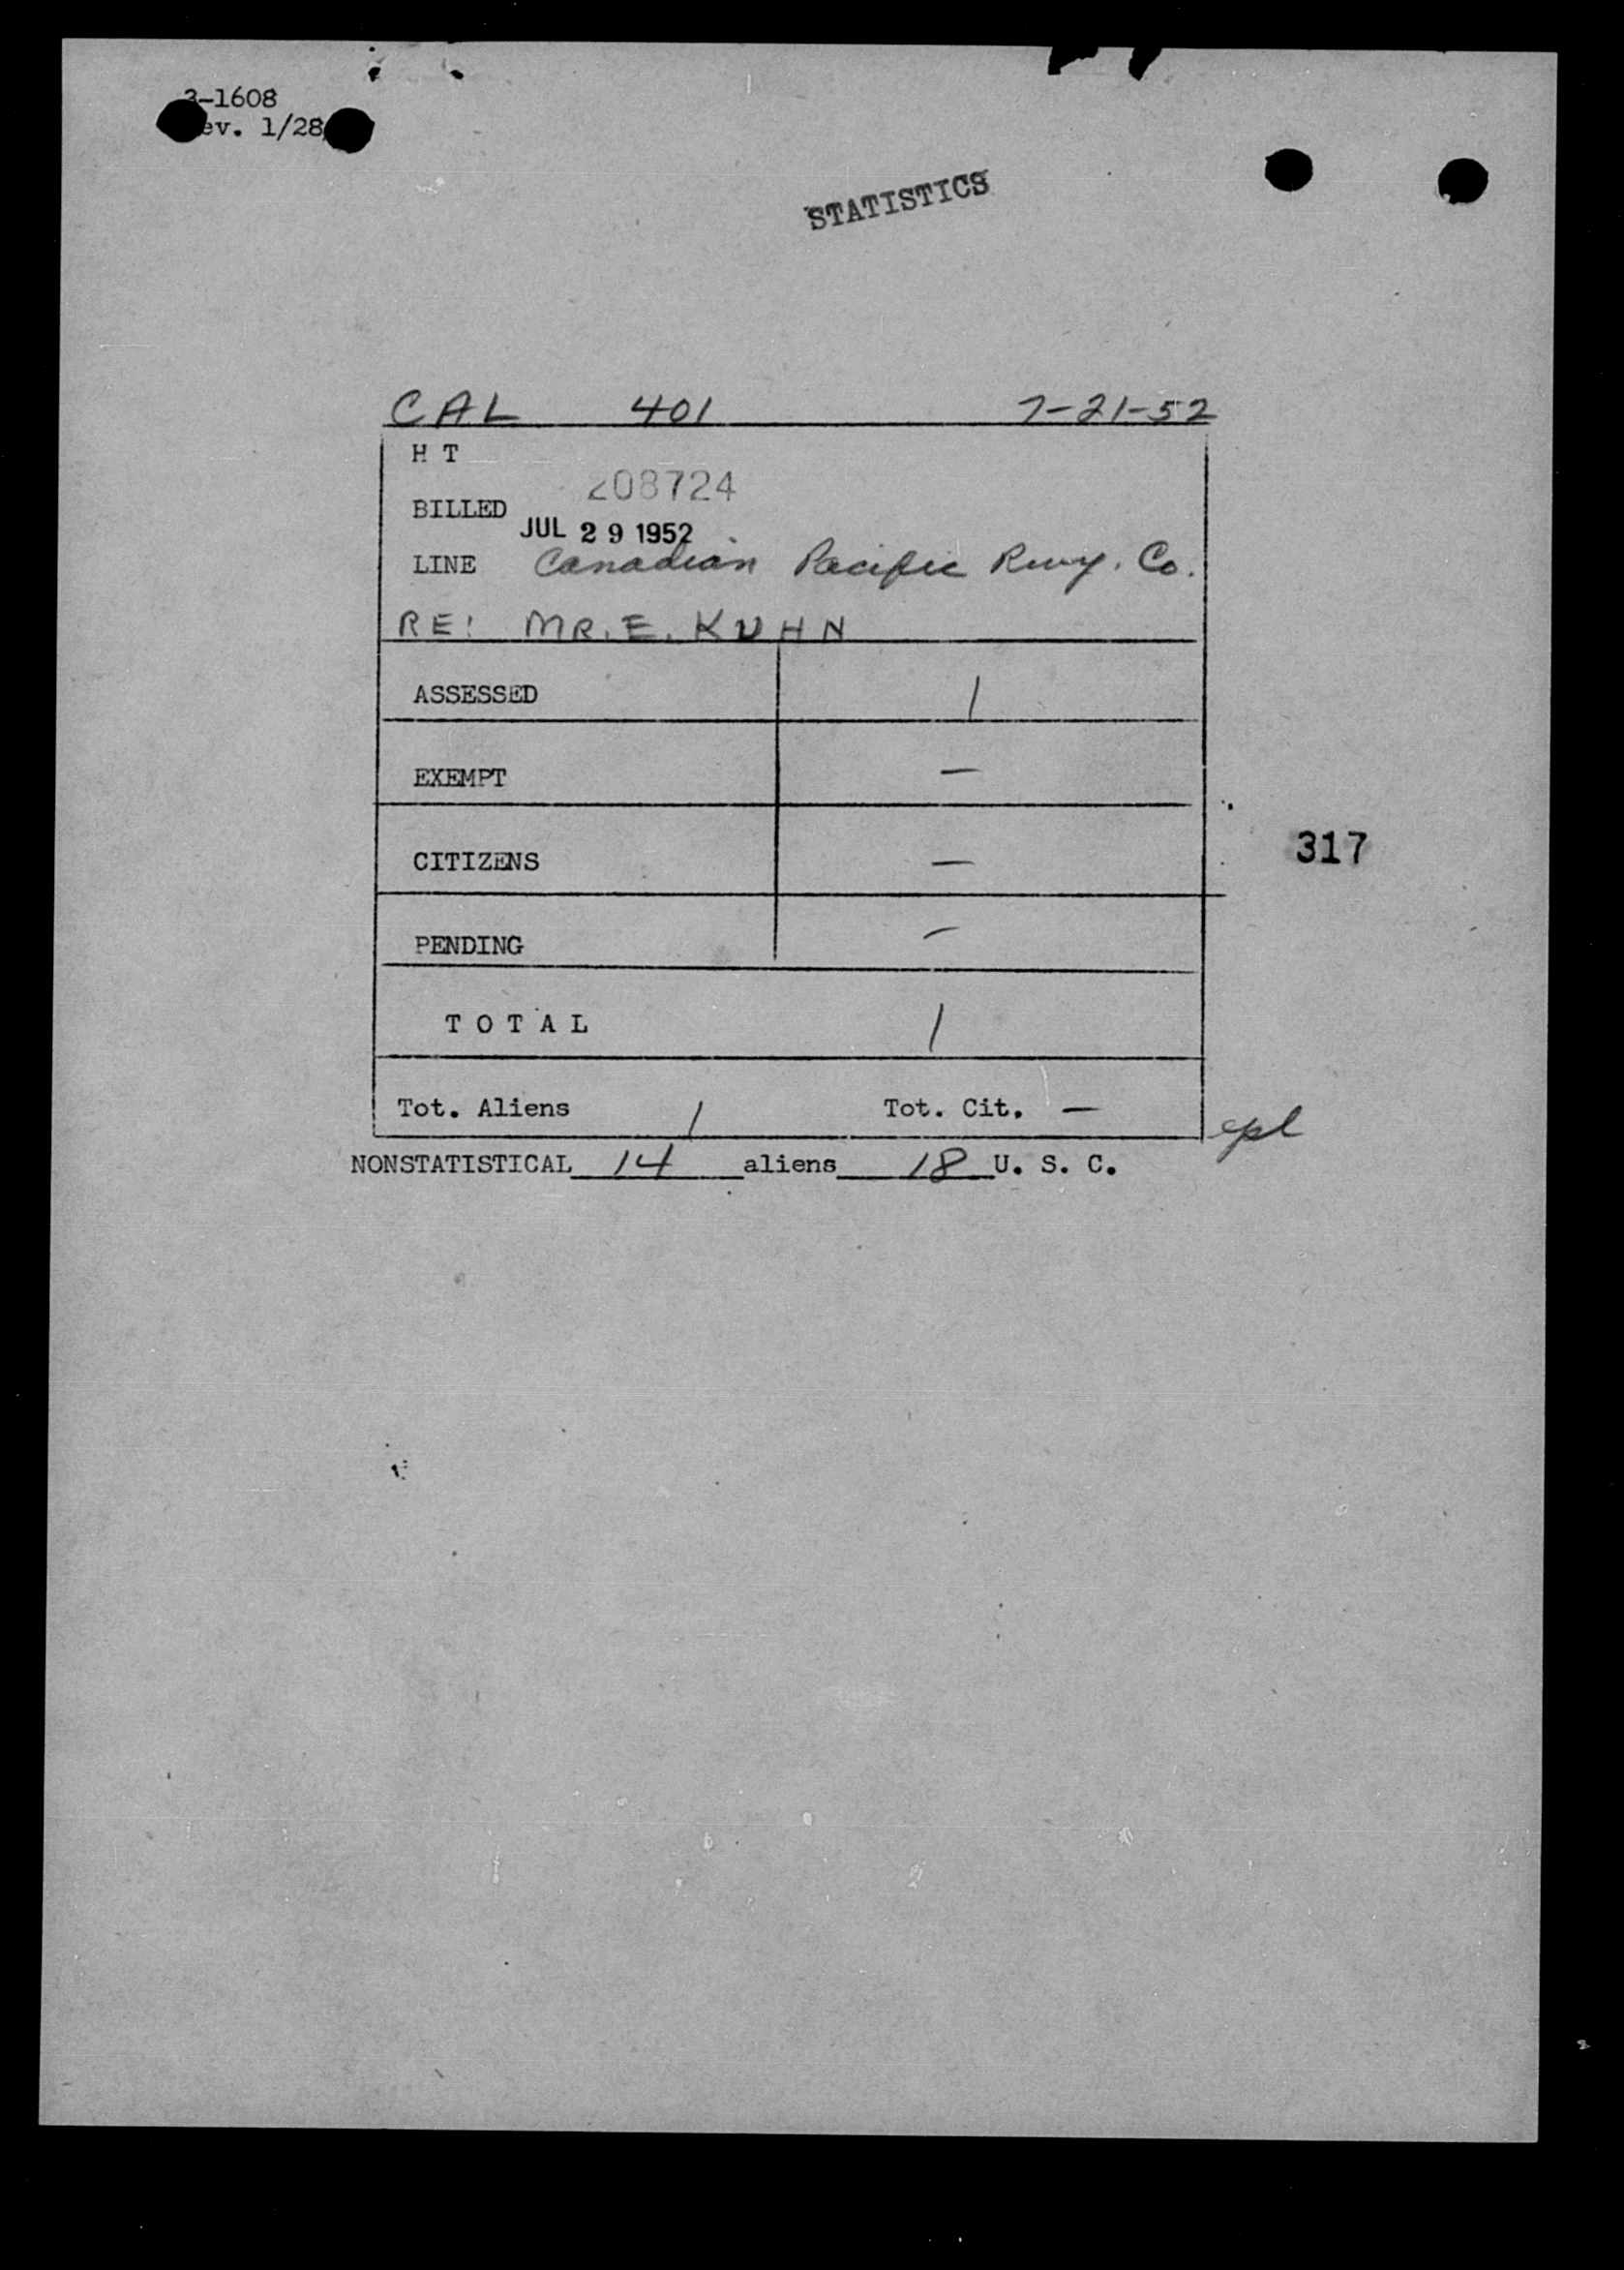 3-1608
ev. 1/28
STATISTICS
CAL 401 7-21-52
H T
208724
BILLED
JUL 29 1952
LINE Canadian Pacific Rwy. Co.
RE: MR. E. KUHN
ASSESSED 1
EXEMPT —
CITIZENS —
317
PENDING —
TOTAL 1
Tot. Aliens 1 Tot. Cit. —
NONSTATISTICAL 14 aliens 18 U. S. C.